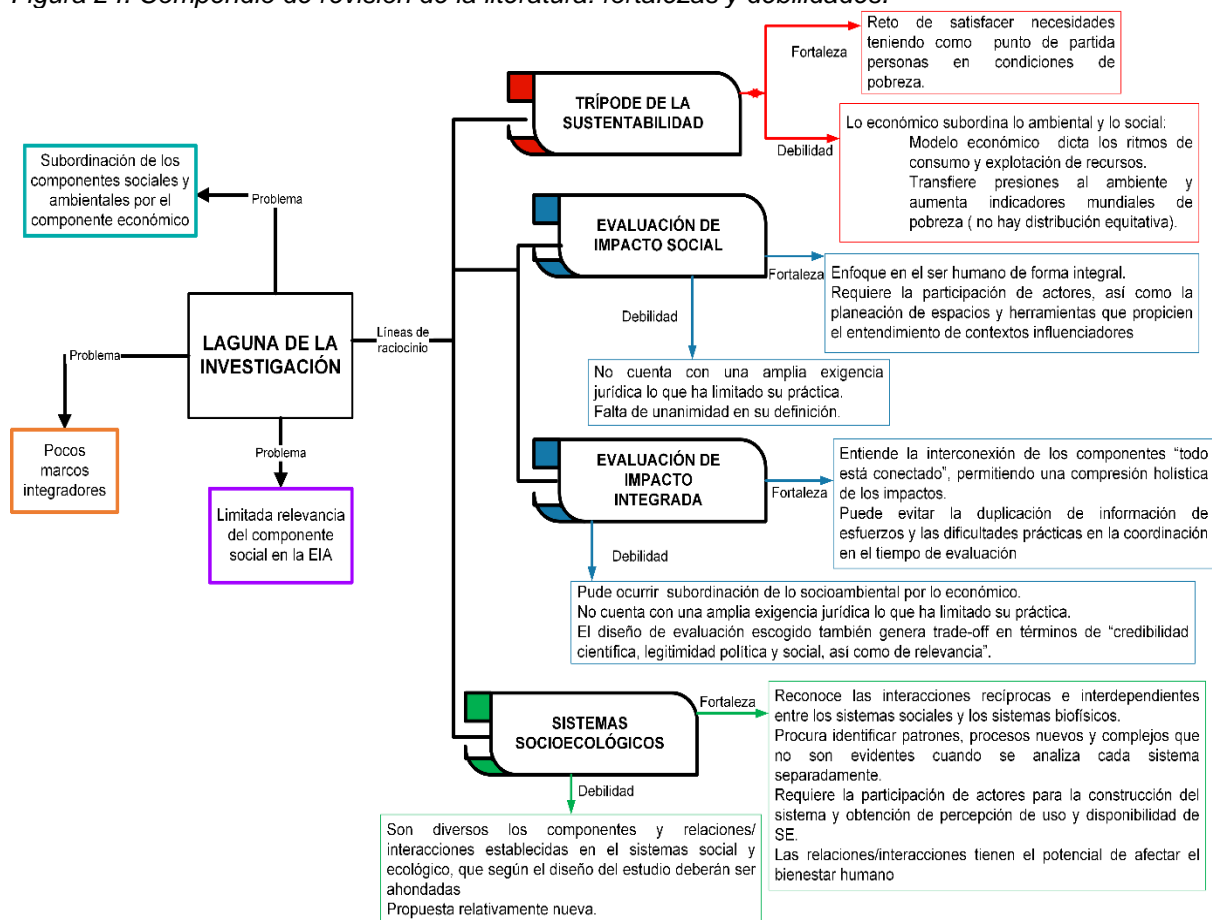 Figura 24. Compendio de revisión de la literatura: fortalezas y debilidades.
Subordinación de los
componentes sociales y
ambientales por el
componente económico
Problema
LAGUNA DE LA
INVESTIGACIÓN
Líneas de
raciocinio
Problema
Pocos
marcos
integradores
Problema
Limitada relevancia
del componente
social en la EIA
TRÍPODE DE LA
SUSTENTABILIDAD
Fortaleza
Reto de satisfacer necesidades
teniendo como punto de partida
personas en condiciones de
pobreza.
Debilidad
Lo económico subordina lo ambiental y lo social:
Modelo económico dicta los ritmos de
consumo y explotación de recursos.
Transfiere presiones al ambiente y
aumenta indicadores mundiales de
pobreza ( no hay distribución equitativa).
EVALUACIÓN DE
IMPACTO SOCIAL
Fortaleza
Enfoque en el ser humano de forma integral.
Requiere la participación de actores, así como la
planeación de espacios y herramientas que propicien
el entendimiento de contextos influenciadores
Debilidad
No cuenta con una amplia exigencia
jurídica lo que ha limitado su práctica.
Falta de unanimidad en su definición.
EVALUACIÓN DE
IMPACTO
INTEGRADA
Fortaleza
Entiende la interconexión de los componentes “todo
está conectado”, permitiendo una compresión holística
de los impactos.
Puede evitar la duplicación de información de
esfuerzos y las dificultades prácticas en la coordinación
en el tiempo de evaluación
Debilidad
Pude ocurrir subordinación de lo socioambiental por lo económico.
No cuenta con una amplia exigencia jurídica lo que ha limitado su práctica.
El diseño de evaluación escogido también genera trade-off en términos de “credibilidad
científica, legitimidad política y social, así como de relevancia”.
SISTEMAS
SOCIOECOLÓGICOS
Fortaleza
Reconoce las interacciones recíprocas e interdependientes
entre los sistemas sociales y los sistemas biofísicos.
Procura identificar patrones, procesos nuevos y complejos que
no son evidentes cuando se analiza cada sistema
separadamente.
Requiere la participación de actores para la construcción del
sistema y obtención de percepción de uso y disponibilidad de
SE.
Las relaciones/interacciones tienen el potencial de afectar el
bienestar humano
Debilidad
Son diversos los componentes y relaciones/
interacciones establecidas en el sistemas social y
ecológico, que según el diseño del estudio deberán ser
ahondadas
Propuesta relativamente nueva.